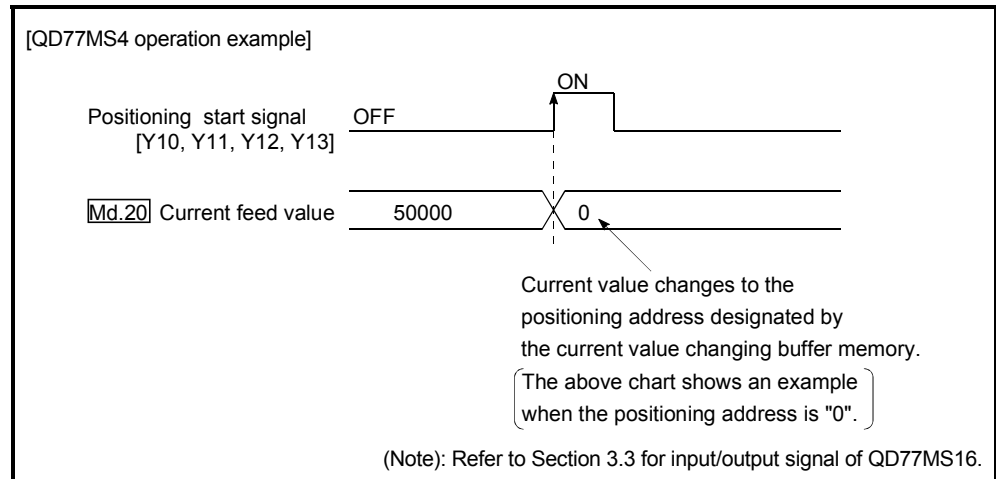 [QD77MS4 operation example]
ON
Positioning start signal OFF
[Y10, Y11, Y12, Y13]
Md.20 Current feed value 50000 0
Current value changes to the
positioning address designated by
the current value changing buffer memory.
The above chart shows an example
when the positioning address is "0".
(Note): Refer to Section 3.3 for input/output signal of QD77MS16.